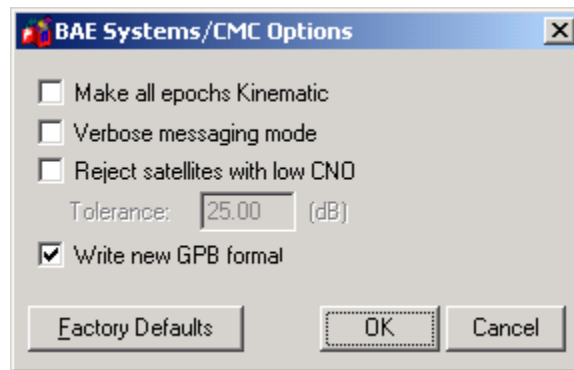 BAE Systems/CMC Options
Make all epochs Kinematic
Verbose messaging mode
Reject satellites with low CNO
Tolerance: 25.00 (dB)
Write new GPB format
Factory Defaults OK Cancel